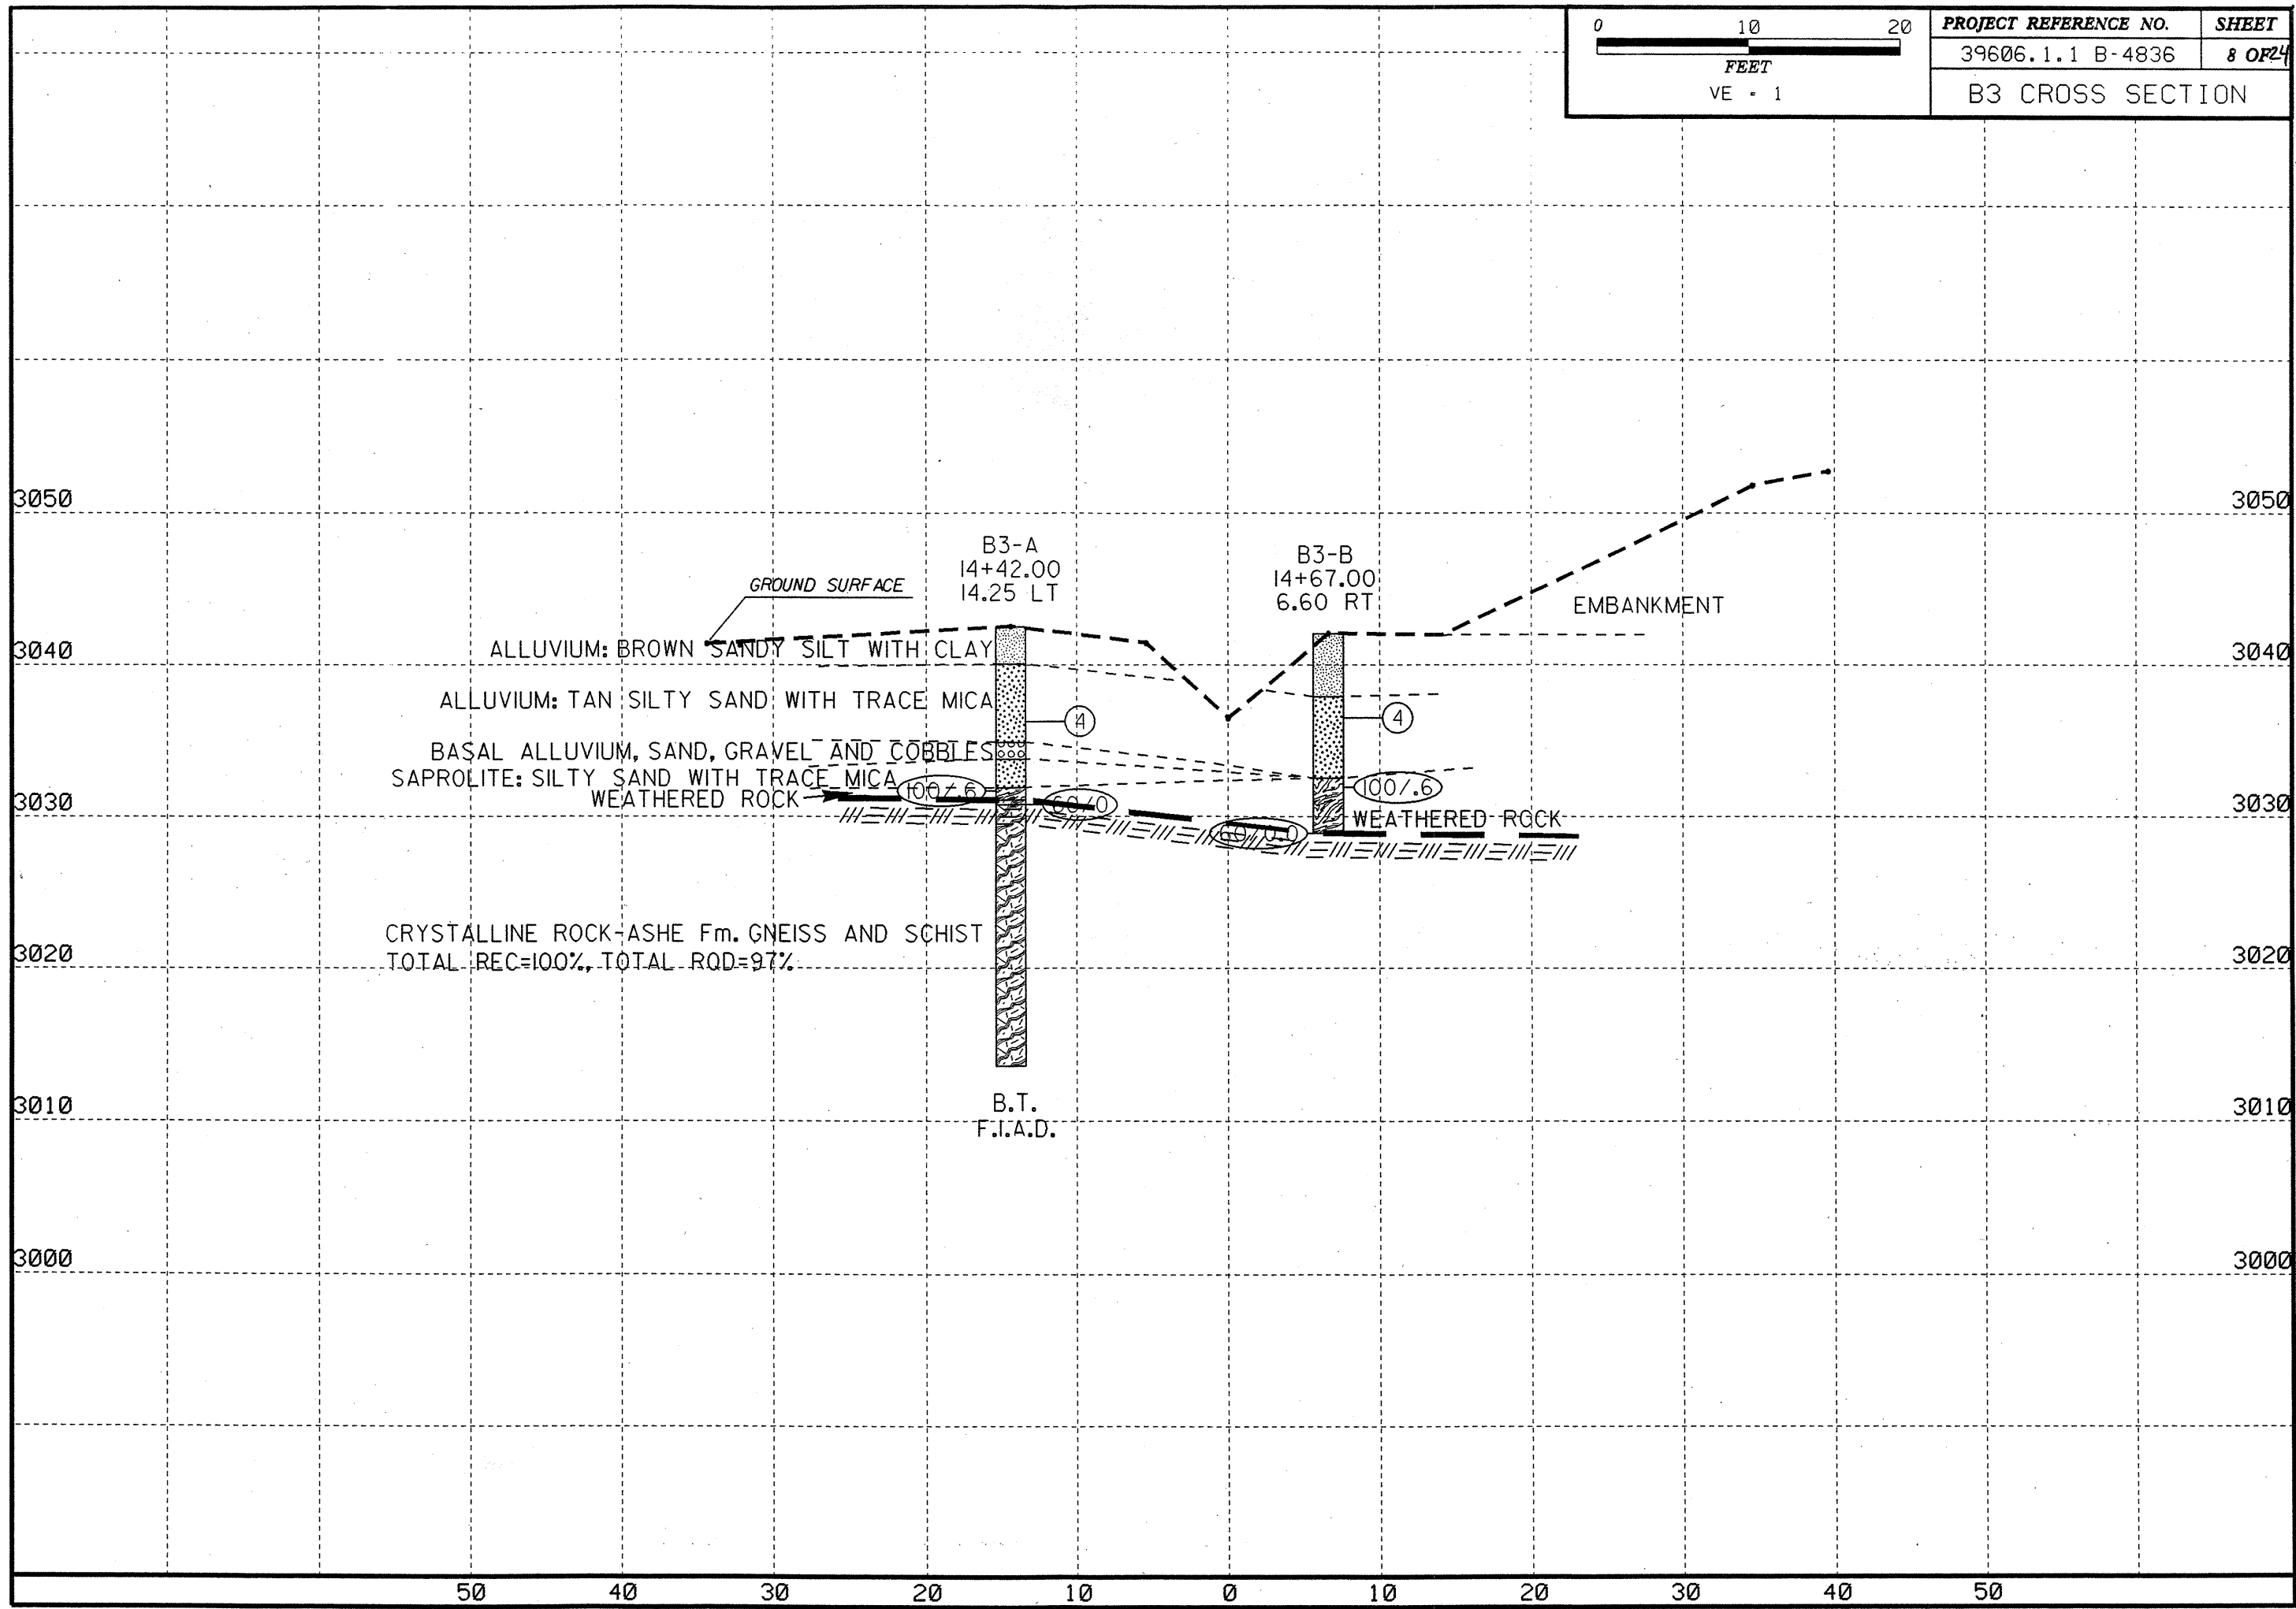 0 10 20
FEET
VE = 1
PROJECT REFERENCE NO.
SHEET
39606.1.1 B-4836
8 OF 24
B3 CROSS SECTION
3050
3050
B3-A
14+42.00
14.25 LT
B3-B
14+67.00
6.60 RT
GROUND SURFACE
EMBANKMENT
ALLUVIUM: BROWN SANDY SILT WITH CLAY
3040
3040
ALLUVIUM: TAN SILTY SAND WITH TRACE MICA
4
4
BASAL ALLUVIUM, SAND, GRAVEL AND COBBLES
SAPROLITE: SILTY SAND WITH TRACE MICA
100/.6
100/.6
WEATHERED ROCK
60/0
3030
3030
WEATHERED ROCK
60/0.0
CRYSTALLINE ROCK-ASHE Fm. GNEISS AND SCHIST
TOTAL REC=100%, TOTAL RQD=97%
3020
3020
3010
3010
B.T.
F.I.A.D.
3000
3000
50 40 30 20 10 0 10 20 30 40 50